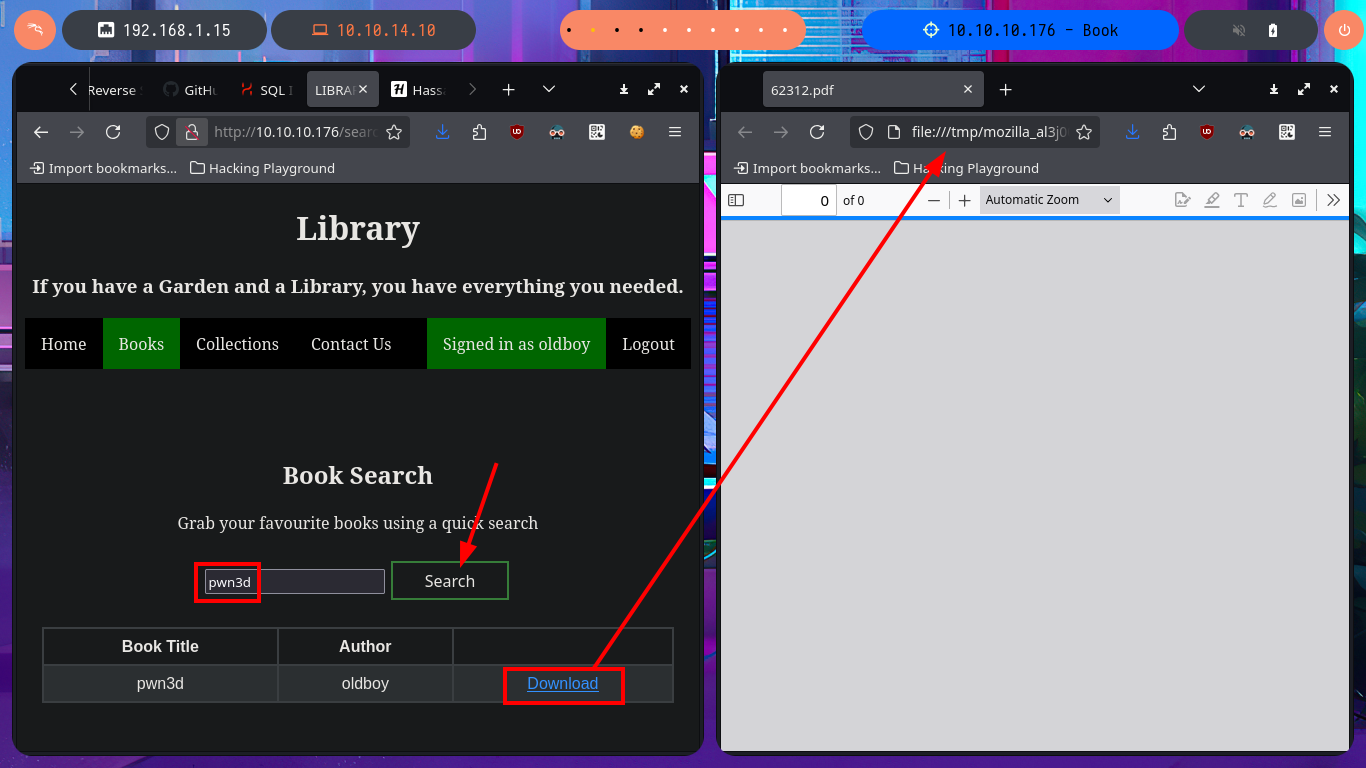 192.168.1.15
10.10.14.10
10.10.10.176 - Book
Reverse
GitHu
SQL I
LIBRA
Hass
http://10.10.10.176/searc
Import bookmarks...
Hacking Playground
Library
If you have a Garden and a Library, you have everything you needed.
Home
Books
Collections
Contact Us
Signed in as oldboy
Logout
Book Search
Grab your favourite books using a quick search
pwn3d
Search
Book Title
Author
pwn3d
oldboy
Download
62312.pdf
file:///tmp/mozilla_al3j0
Import bookmarks...
Hacking Playground
0
of 0
Automatic Zoom